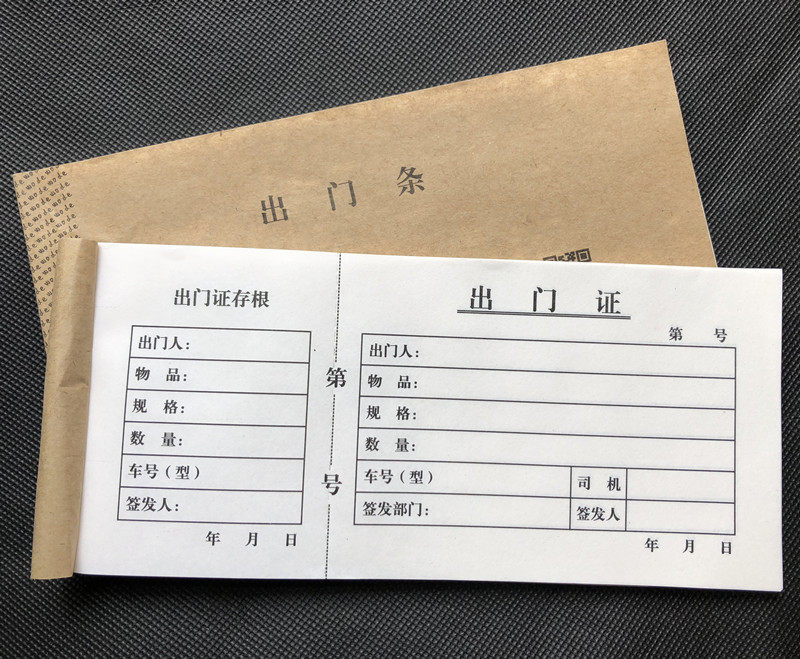 出 门 条
出门证存根
出门人：
物 品：
规 格：
数 量：
车号（型）
签发人：
年 月 日
第
号
出 门 证
第 号
出门人：
物 品：
规 格：
数 量：
车号（型）
司 机
签发部门：
签发人
年 月 日